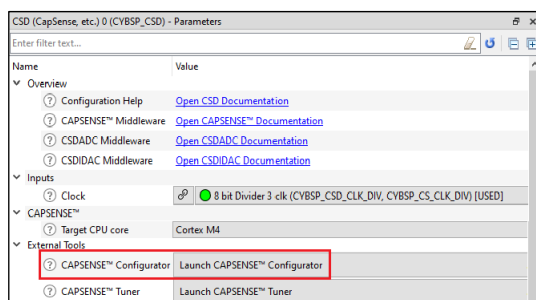 CSD (CapSense, etc.) 0 (CYBSP_CSD) - Parameters
Enter filter text...
Name Value
Overview
Configuration Help Open CSD Documentation
CAPSENSE™ Middleware Open CAPSENSE™ Documentation
CSDADC Middleware Open CSDADC Documentation
CSDIDAC Middleware Open CSDIDAC Documentation
Inputs
Clock 8 bit Divider 3 clk (CYBSP_CSD_CLK_DIV, CYBSP_CS_CLK_DIV) [USED]
CAPSENSE™
Target CPU core Cortex M4
External Tools
CAPSENSE™ Configurator Launch CAPSENSE™ Configurator
CAPSENSE™ Tuner Launch CAPSENSE™ Tuner